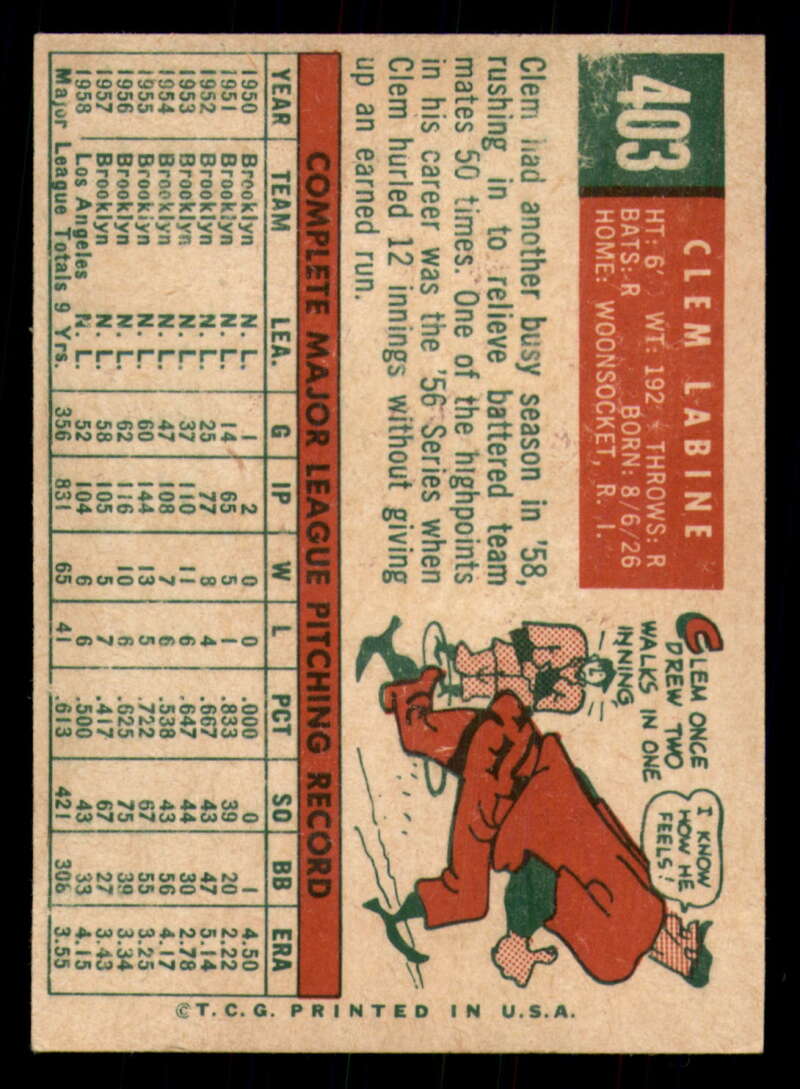 403
CLEM LABINE
HT: 6' WT: 192 THROWS: R
BATS: R BORN: 8/6/26
HOME: WOONSOCKET, R. I.
Clem had another busy season in '58,
rushing in to relieve battered team
mates 50 times. One of the highpoints
in his career was the '56 Series when
Clem hurled 12 innings without giving
up an earned run.
CLEM ONCE
DREW TWO
WALKS IN ONE
INNING
I KNOW
HOW HE
FEELS!
COMPLETE MAJOR LEAGUE PITCHING RECORD
YEAR TEAM LEA. G IP W L PCT SO BB ERA
1950 Brooklyn N. L. 1 2 0 0 .000 0 1 4.50
1951 Brooklyn N. L. 14 65 5 1 .833 39 20 2.22
1952 Brooklyn N. L. 25 77 8 4 .667 43 47 5.14
1953 Brooklyn N. L. 37 110 11 6 .647 44 30 2.78
1954 Brooklyn N. L. 47 108 7 6 .538 43 56 4.17
1955 Brooklyn N. L. 60 144 13 5 .722 67 55 3.25
1956 Brooklyn N. L. 62 116 10 6 .625 75 39 3.34
1957 Brooklyn N. L. 58 105 5 7 .417 67 27 3.43
1958 Los Angeles N. L. 52 104 6 6 .500 43 33 4.15
Major League Totals 9 Yrs. 356 831 65 41 .613 421 308 3.55
© T. C. G. PRINTED IN U.S.A.